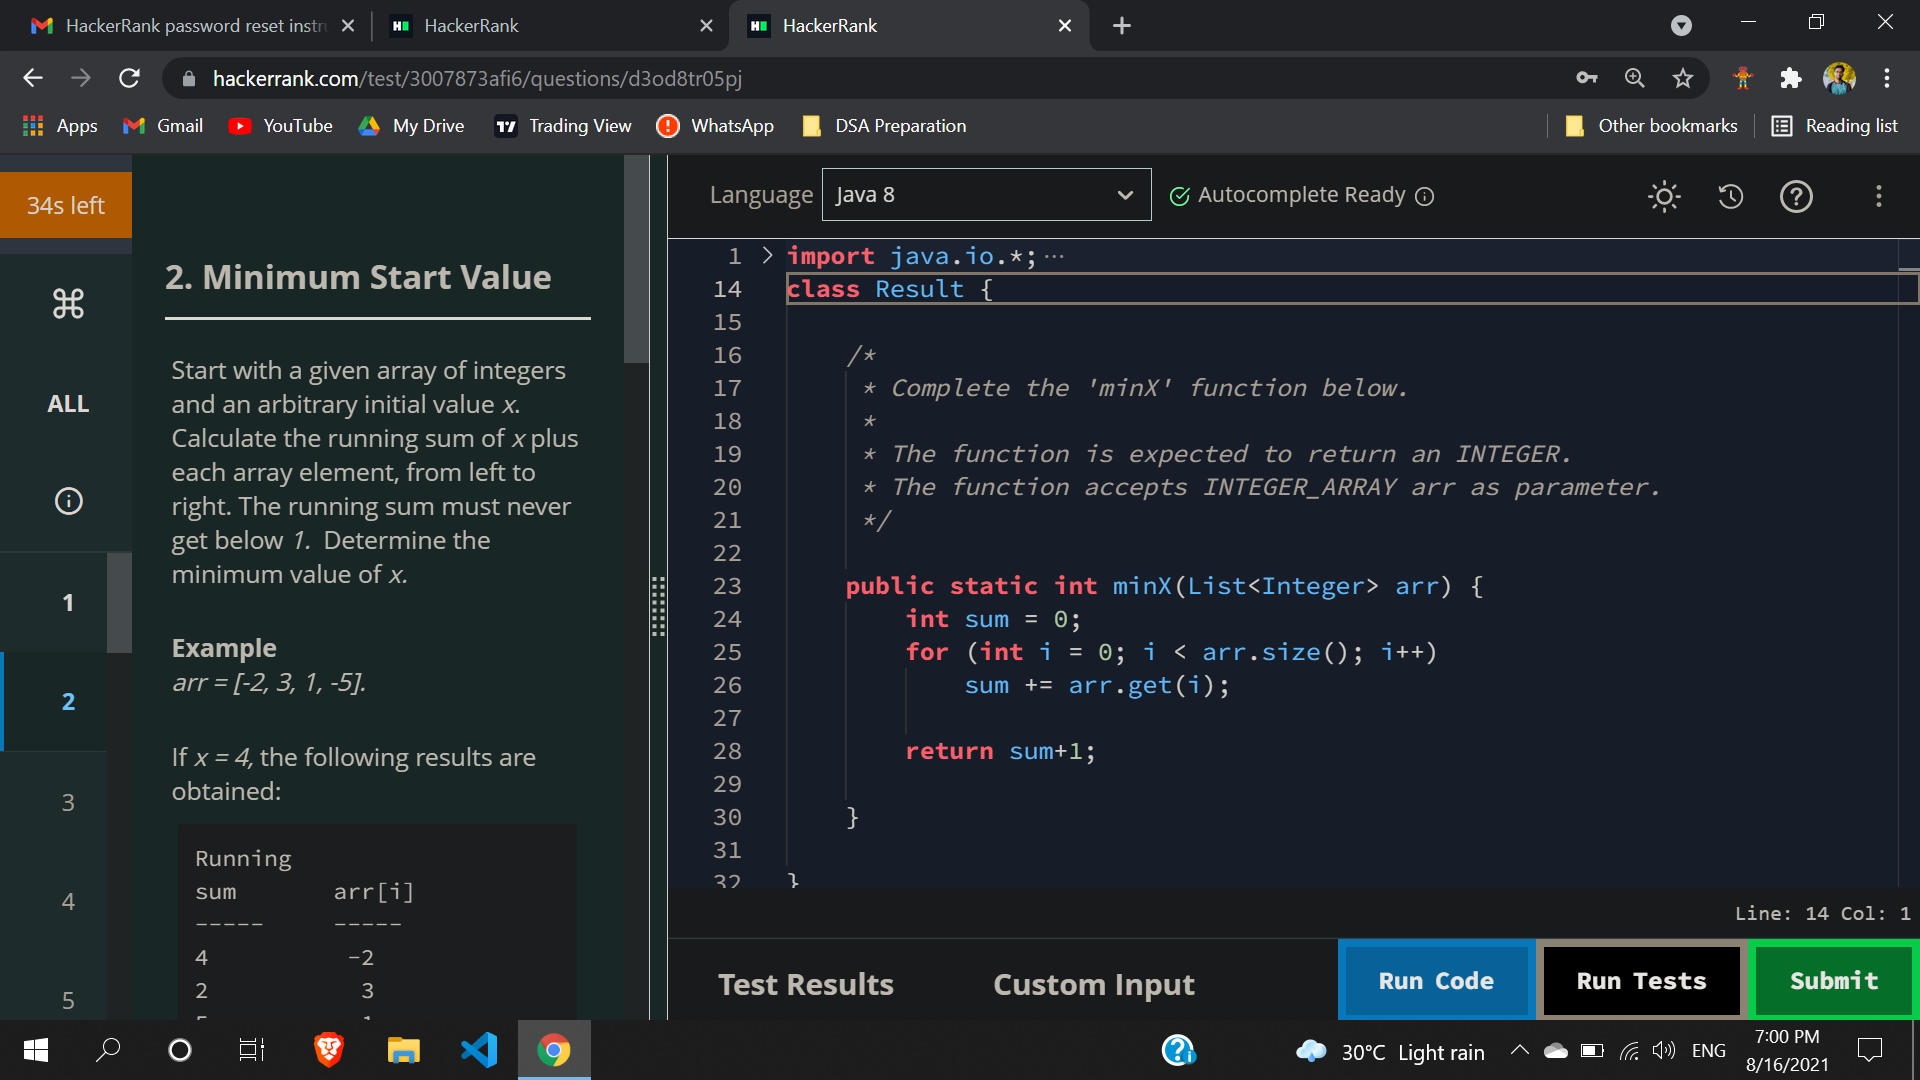 HackerRank password reset instr
HackerRank
HackerRank
hackerrank.com/test/3007873afi6/questions/d3od8tr05pj
Apps
Gmail
YouTube
My Drive
Trading View
WhatsApp
DSA Preparation
Other bookmarks
Reading list
34s left
ALL
1
2
3
4
5
2. Minimum Start Value
Start with a given array of integers
and an arbitrary initial value x.
Calculate the running sum of x plus
each array element, from left to
right. The running sum must never
get below 1. Determine the
minimum value of x.
Example
arr = [-2, 3, 1, -5].
If x = 4, the following results are
obtained:
Running
sum arr[i]
----- -----
4 -2
2 3
5 1
Language
Java 8
Autocomplete Ready
1 import java.io.*;···
14 class Result {
15
16 /*
17 * Complete the 'minX' function below.
18 *
19 * The function is expected to return an INTEGER.
20 * The function accepts INTEGER_ARRAY arr as parameter.
21 */
22
23 public static int minX(List<Integer> arr) {
24 int sum = 0;
25 for (int i = 0; i < arr.size(); i++)
26 sum += arr.get(i);
27
28 return sum+1;
29
30 }
31
32 }
Line: 14 Col: 1
Test Results
Custom Input
Run Code
Run Tests
Submit
30°C Light rain
ENG
7:00 PM
8/16/2021